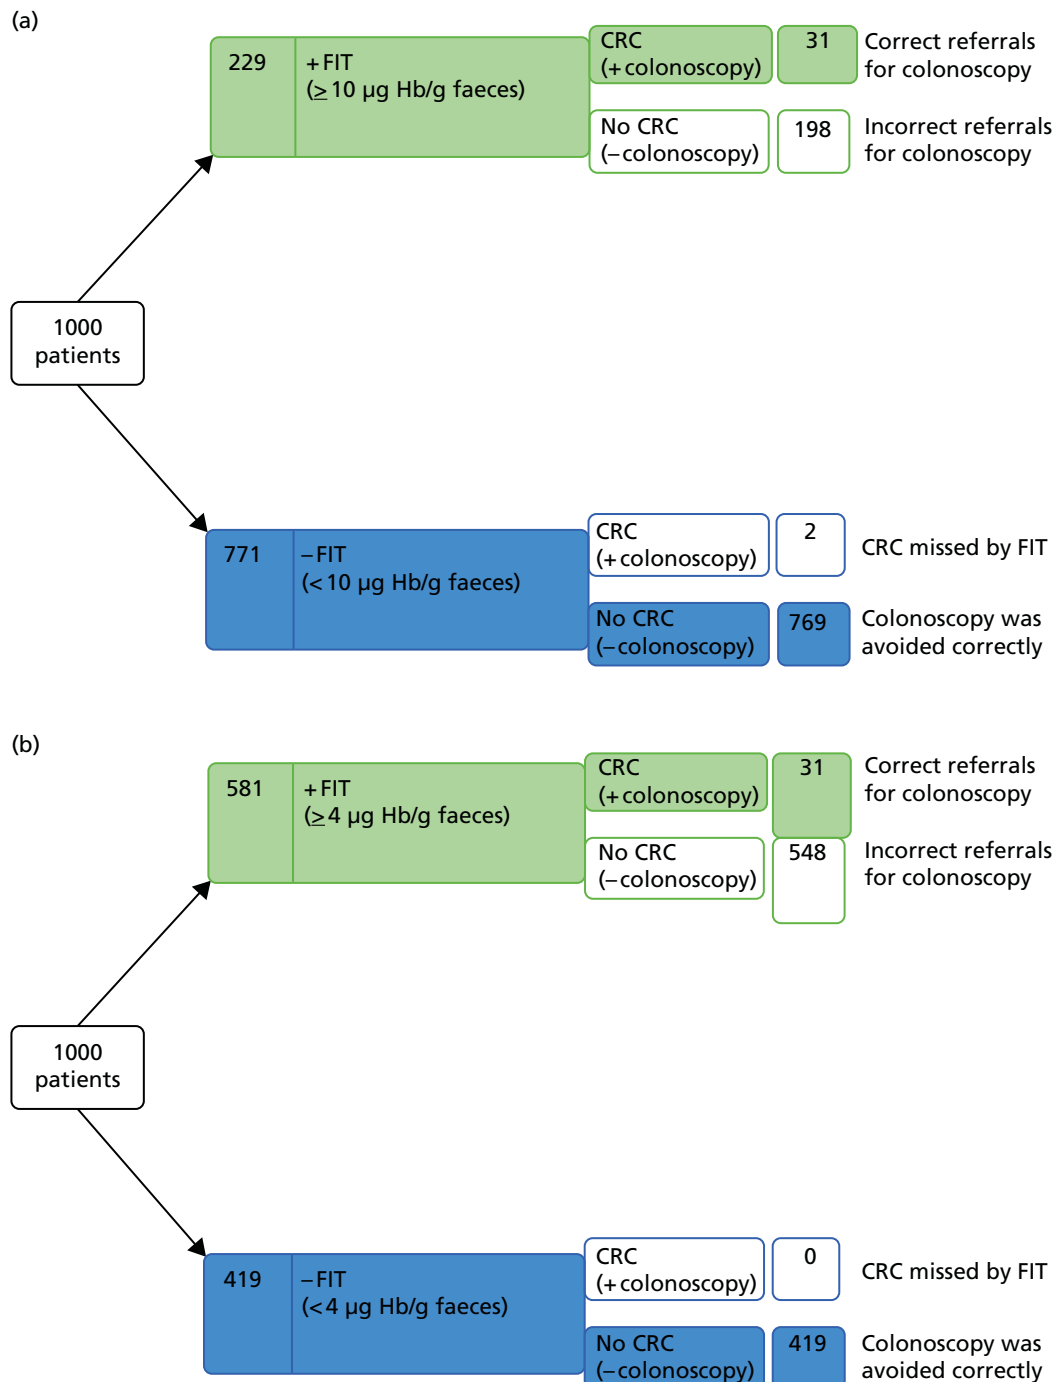 (a)
229
+FIT
(≥ 10 µg Hb/g faeces)
CRC
(+colonoscopy)
31
Correct referrals
for colonoscopy
No CRC
(−colonoscopy)
198
Incorrect referrals
for colonoscopy
1000
patients
771
−FIT
(< 10 µg Hb/g faeces)
CRC
(+colonoscopy)
2
CRC missed by FIT
No CRC
(−colonoscopy)
769
Colonoscopy was
avoided correctly
(b)
581
+FIT
(≥4 µg Hb/g faeces)
CRC
(+colonoscopy)
31
Correct referrals
for colonoscopy
No CRC
(−colonoscopy)
548
Incorrect referrals
for colonoscopy
1000
patients
419
−FIT
(<4 µg Hb/g faeces)
CRC
(+colonoscopy)
0
CRC missed by FIT
No CRC
(−colonoscopy)
419
Colonoscopy was
avoided correctly